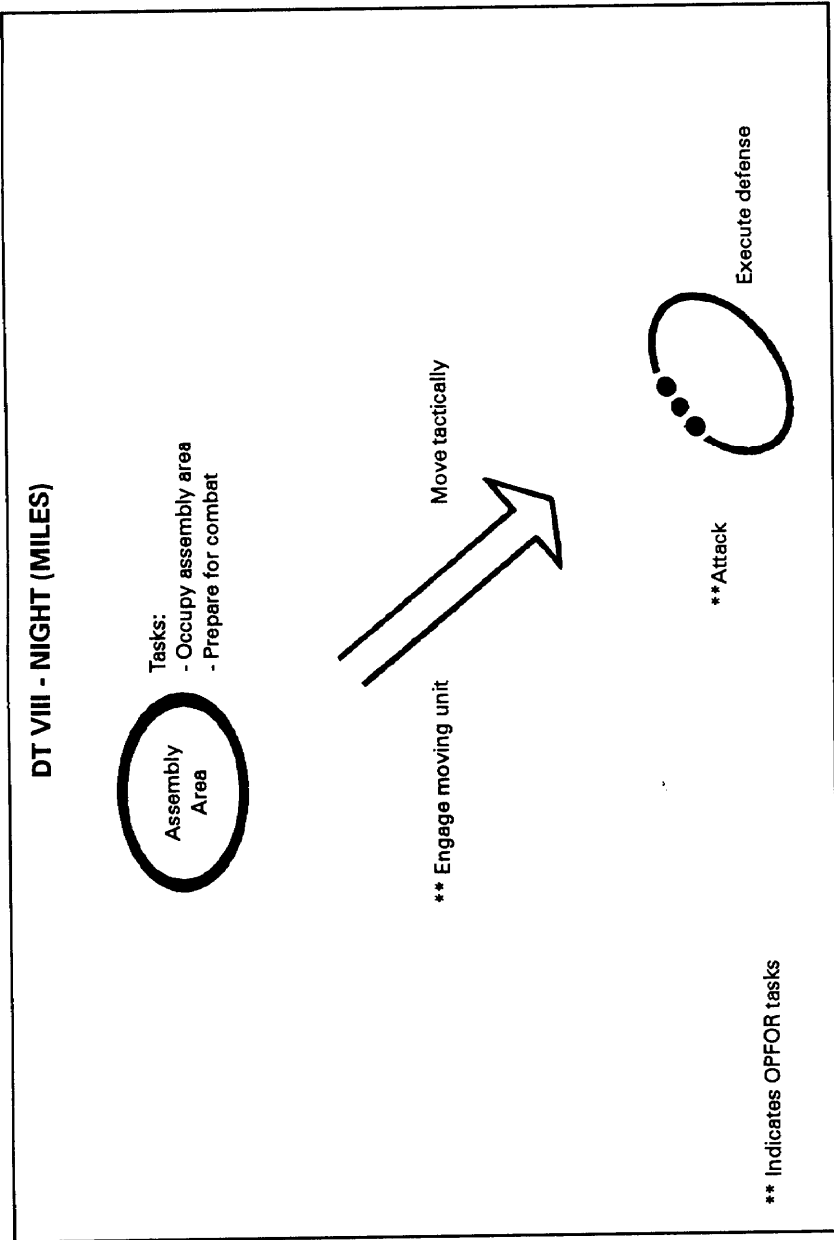 DT VIII - NIGHT (MILES)
Assembly
Area
Tasks:
- Occupy assembly area
- Prepare for combat
** Engage moving unit
Move tactically
**Attack
Execute defense
** Indicates OPFOR tasks